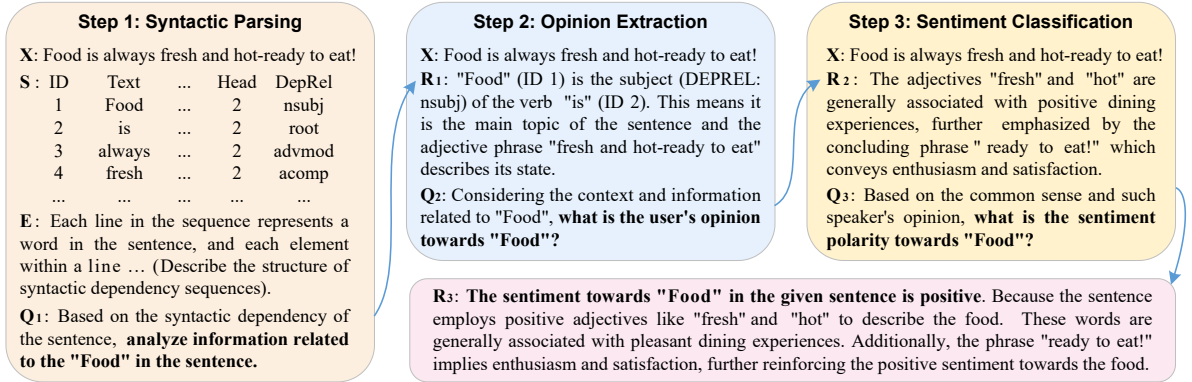 Step 1: Syntactic Parsing
X: Food is always fresh and hot-ready to eat!
S : ID Text ... Head DepRel
1 Food ... 2 nsubj
2 is ... 2 root
3 always ... 2 advmod
4 fresh ... 2 acomp
... ... ... ... ...
E : Each line in the sequence represents a
word in the sentence, and each element
within a line ... (Describe the structure of
syntactic dependency sequences).
Q1: Based on the syntactic dependency of
the sentence, analyze information related
to the "Food" in the sentence.
Step 2: Opinion Extraction
X: Food is always fresh and hot-ready to eat!
R1: "Food" (ID 1) is the subject (DEPREL:
nsubj) of the verb "is" (ID 2). This means it
is the main topic of the sentence and the
adjective phrase "fresh and hot-ready to eat"
describes its state.
Q2: Considering the context and information
related to "Food", what is the user's opinion
towards "Food"?
Step 3: Sentiment Classification
X: Food is always fresh and hot-ready to eat!
R2: The adjectives "fresh" and "hot" are
generally associated with positive dining
experiences, further emphasized by the
concluding phrase " ready to eat!" which
conveys enthusiasm and satisfaction.
Q3: Based on the common sense and such
speaker's opinion, what is the sentiment
polarity towards "Food"?
R3: The sentiment towards "Food" in the given sentence is positive. Because the sentence
employs positive adjectives like "fresh" and "hot" to describe the food. These words are
generally associated with pleasant dining experiences. Additionally, the phrase "ready to eat!"
implies enthusiasm and satisfaction, further reinforcing the positive sentiment towards the food.